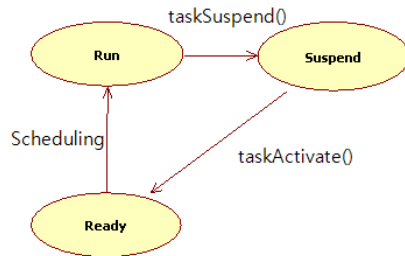 taskSuspend()
Run
Suspend
Scheduling
taskActivate()
Ready